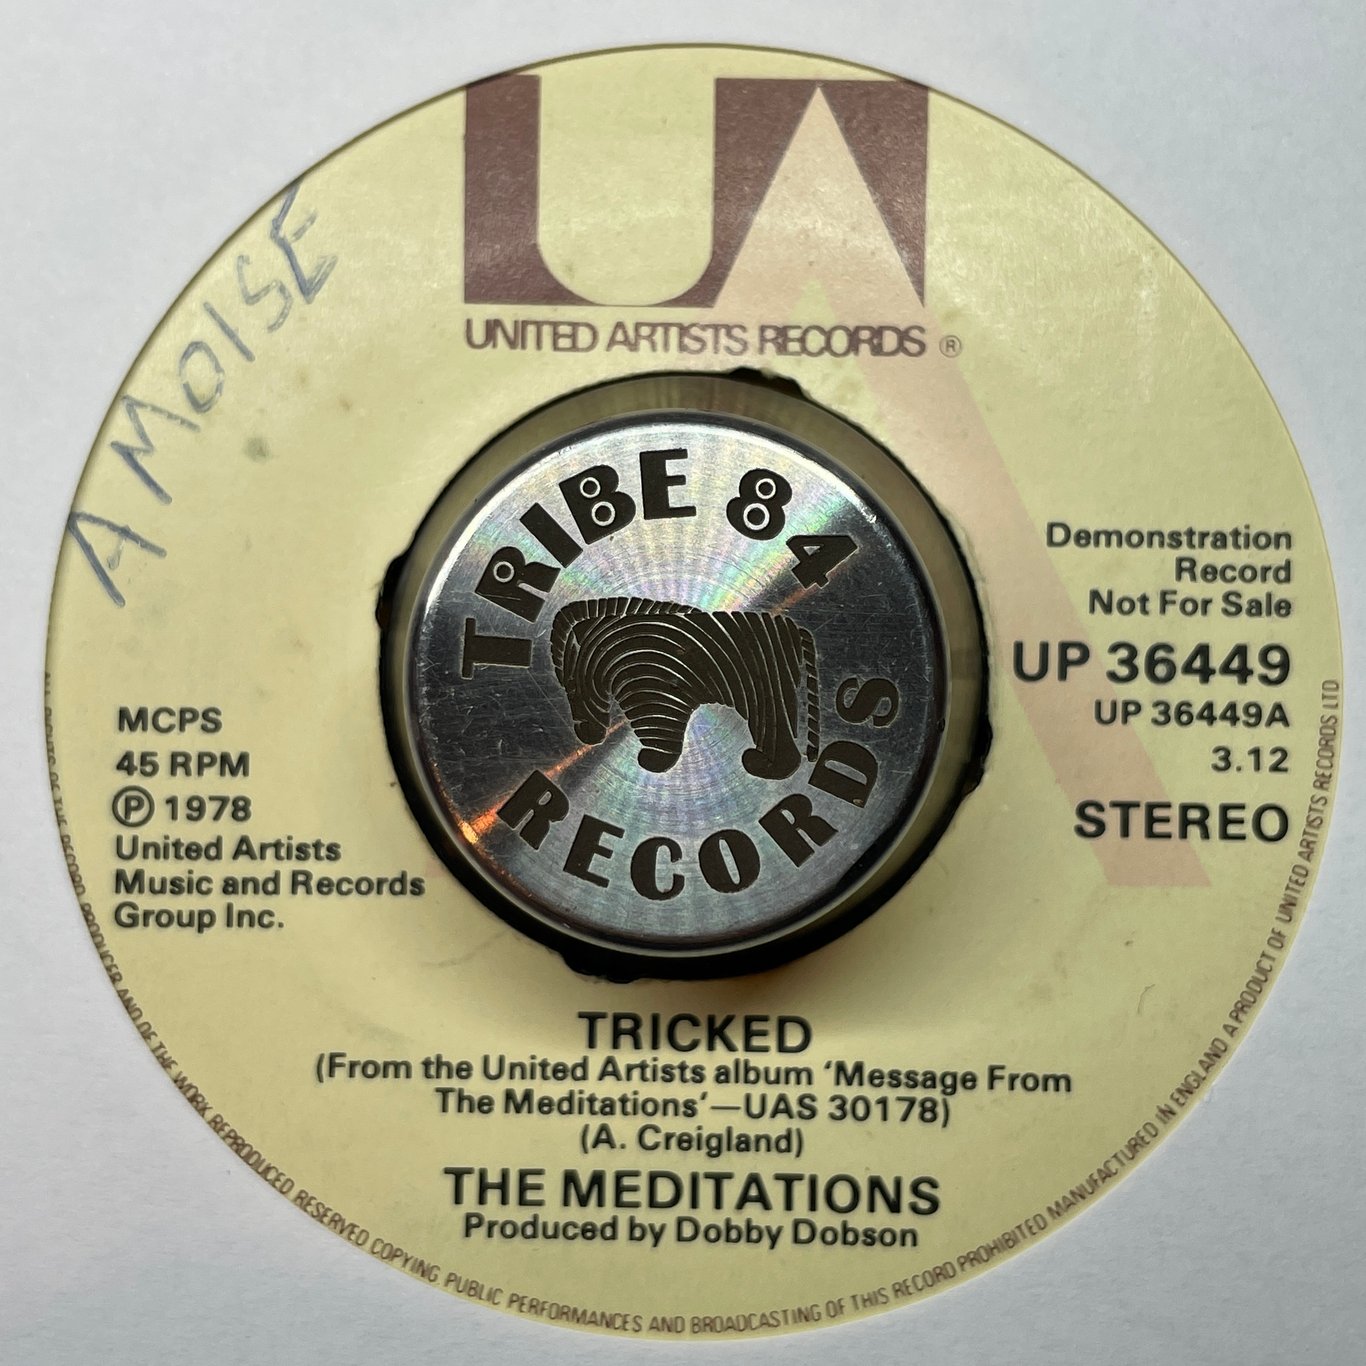 UA
UNITED ARTISTS RECORDS ®
A MOISE
TRIBE 84
RECORDS
Demonstration
Record
Not For Sale
UP 36449
UP 36449A
3.12
STEREO
MCPS
45 RPM
Ⓟ 1978
United Artists
Music and Records
Group Inc.
TRICKED
(From the United Artists album ‘Message From
The Meditations’—UAS 30178)
(A. Creigland)
THE MEDITATIONS
Produced by Dobby Dobson
ALL RIGHTS OF THE RECORD PRODUCER AND OF THE WORK REPRODUCED RESERVED COPYING PUBLIC PERFORMANCES AND BROADCASTING OF THIS RECORD PROHIBITED MANUFACTURED IN ENGLAND A PRODUCT OF UNITED ARTISTS RECORDS LTD